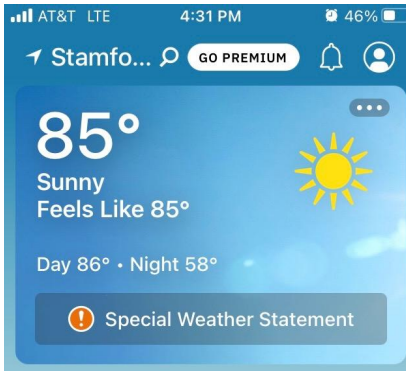 AT&T LTE 4:31 PM 46%
Stamfo... GO PREMIUM
85°
Sunny
Feels Like 85°
Day 86° • Night 58°
Special Weather Statement